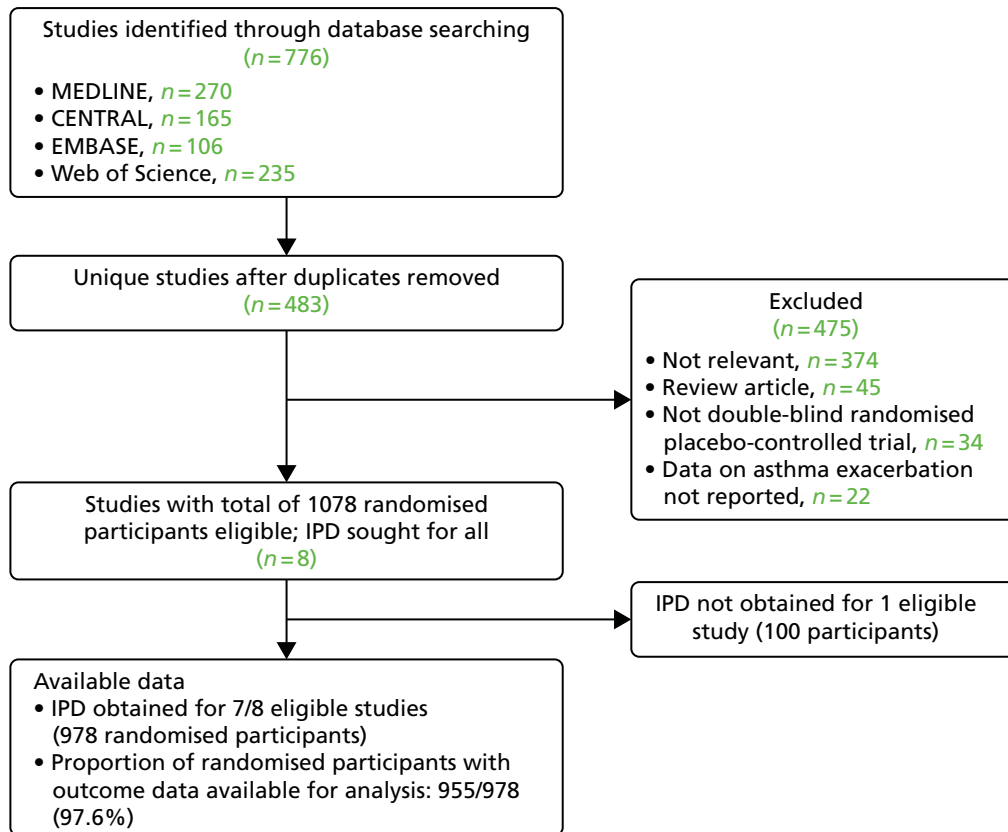 Studies identified through database searching
(n=776)
• MEDLINE, n=270
• CENTRAL, n=165
• EMBASE, n=106
• Web of Science, n=235
Unique studies after duplicates removed
(n=483)
Excluded
(n=475)
• Not relevant, n=374
• Review article, n=45
• Not double-blind randomised
placebo-controlled trial, n=34
• Data on asthma exacerbation
not reported, n=22
Studies with total of 1078 randomised
participants eligible; IPD sought for all
(n=8)
IPD not obtained for 1 eligible
study (100 participants)
Available data
• IPD obtained for 7/8 eligible studies
(978 randomised participants)
• Proportion of randomised participants with
outcome data available for analysis: 955/978
(97.6%)